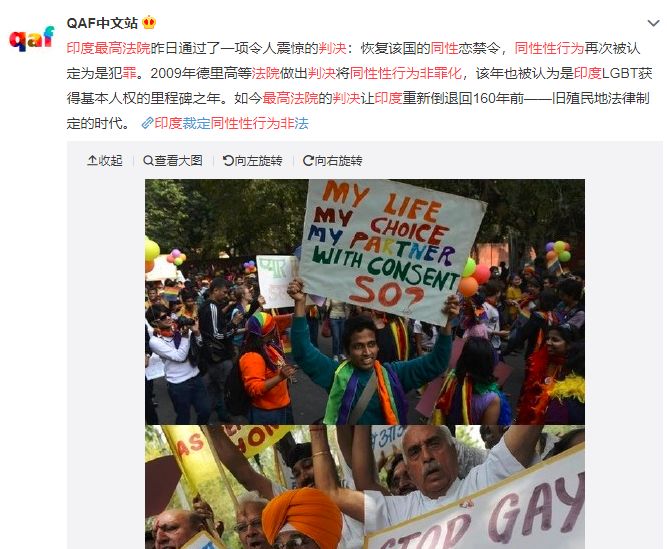 qaf
QAF中文站
印度最高法院昨日通过了一项令人震惊的判决：恢复该国的同性恋禁令，同性性行为再次被认
定为是犯罪。2009年德里高等法院做出判决将同性性行为非罪化，该年也被认为是印度LGBT获
得基本人权的里程碑之年。如今最高法院的判决让印度重新倒退回160年前——旧殖民地法律制
定的时代。 印度裁定同性性行为非法
收起 查看大图 向左旋转 向右旋转
MY LIFE
MY CHOICE
MY PARTNER
WITH CONSENT
SO?
STOP GAY